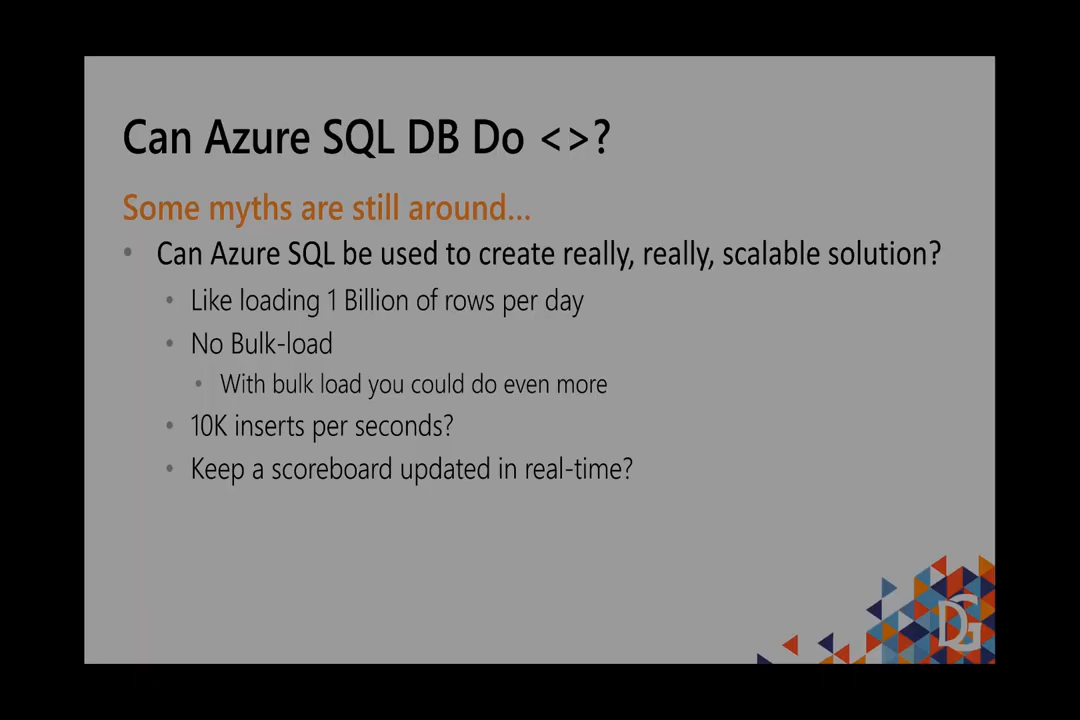 Can Azure SQL DB Do <>?
Some myths are still around...
• Can Azure SQL be used to create really, really, scalable solution?
• Like loading 1 Billion of rows per day
• No Bulk-load
• With bulk load you could do even more
• 10K inserts per seconds?
• Keep a scoreboard updated in real-time?
DG